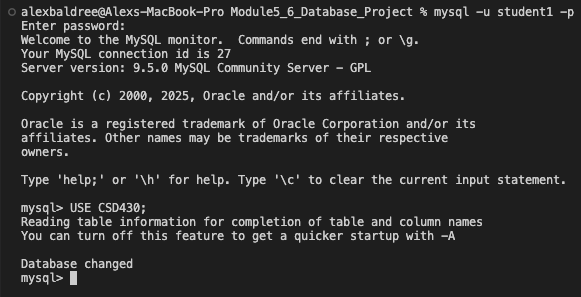 alexbaldree@Alexs-MacBook-Pro Module5_6_Database_Project % mysql -u student1 -p
Enter password:
Welcome to the MySQL monitor.  Commands end with ; or \g.
Your MySQL connection id is 27
Server version: 9.5.0 MySQL Community Server - GPL

Copyright (c) 2000, 2025, Oracle and/or its affiliates.

Oracle is a registered trademark of Oracle Corporation and/or its
affiliates. Other names may be trademarks of their respective
owners.

Type 'help;' or '\h' for help. Type '\c' to clear the current input statement.

mysql> USE CSD430;
Reading table information for completion of table and column names
You can turn off this feature to get a quicker startup with -A

Database changed
mysql>